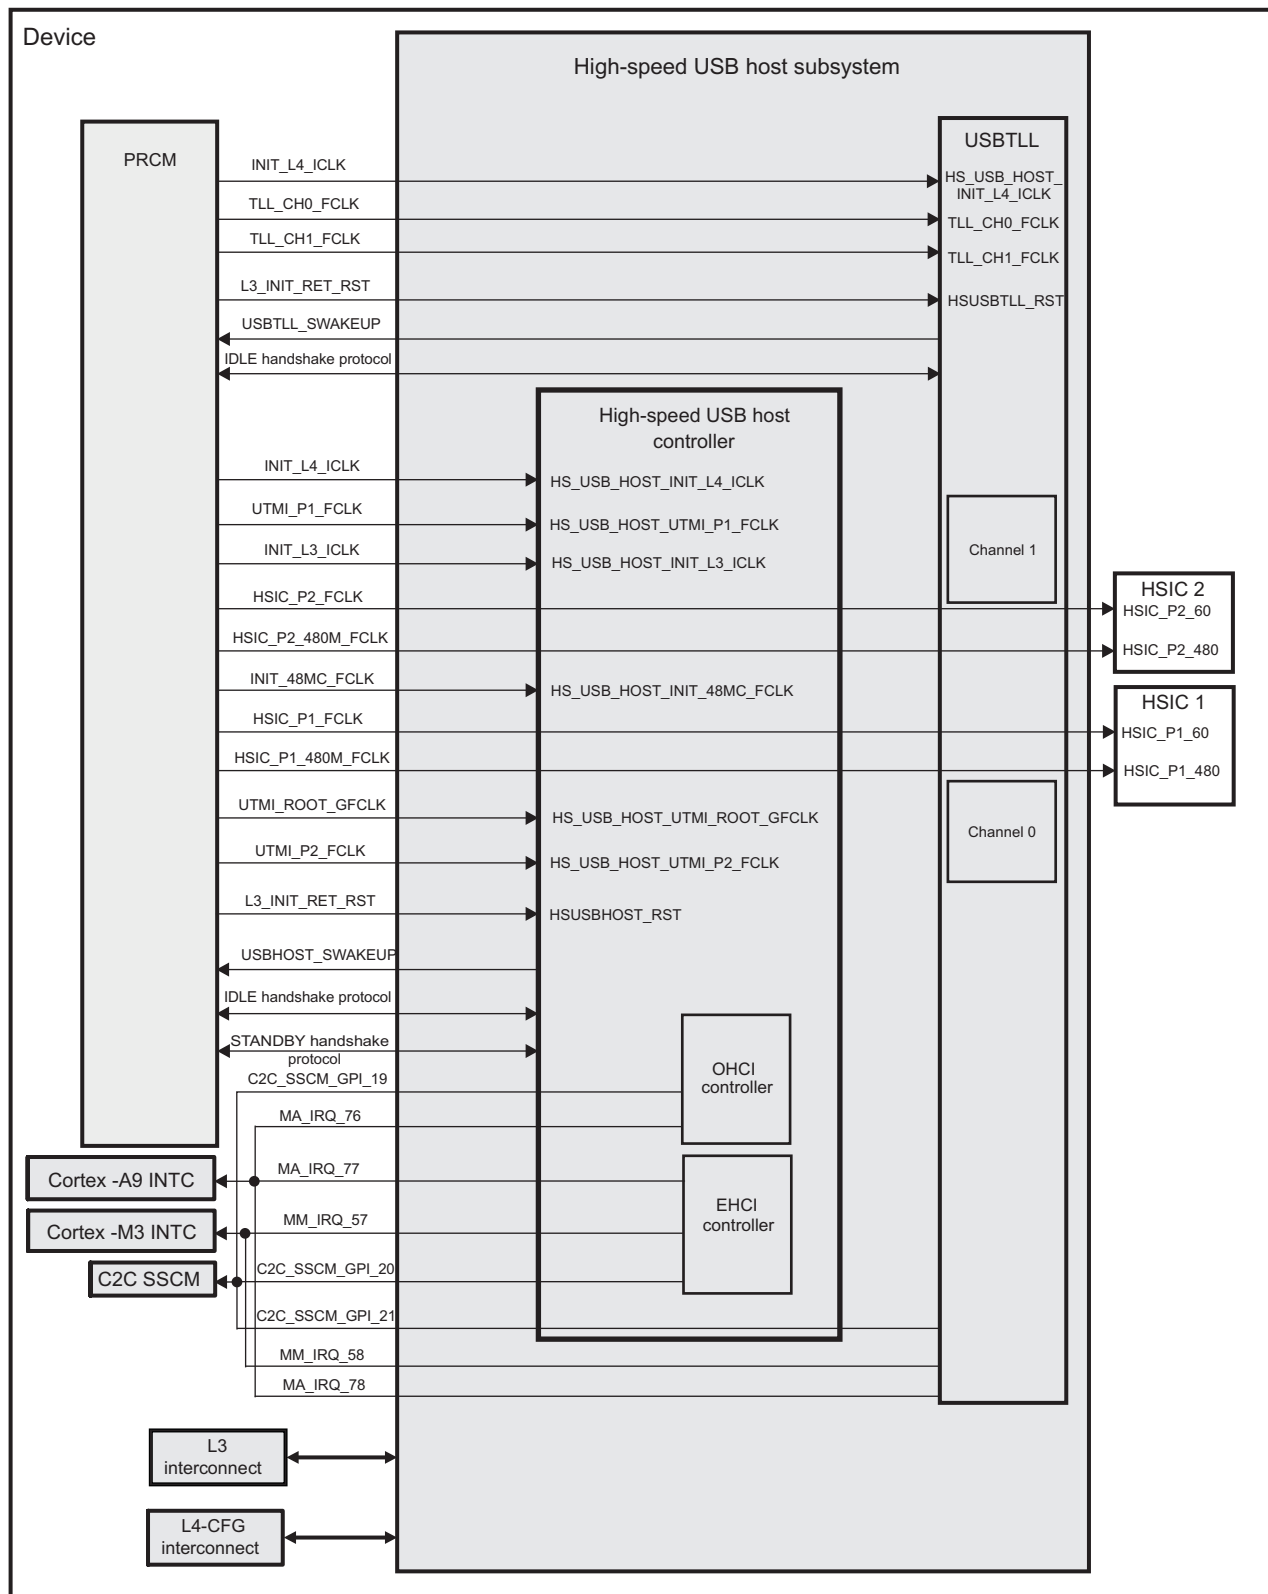 Device
High-speed USB host subsystem
USBTLL
PRCM
INIT_L4_ICLK
HS_USB_HOST_
INIT_L4_ICLK
TLL_CH0_FCLK
TLL_CH0_FCLK
TLL_CH1_FCLK
TLL_CH1_FCLK
L3_INIT_RET_RST
HSUSBTLL_RST
USBTLL_SWAKEUP
IDLE handshake protocol
High-speed USB host
controller
INIT_L4_ICLK
HS_USB_HOST_INIT_L4_ICLK
UTMI_P1_FCLK
HS_USB_HOST_UTMI_P1_FCLK
INIT_L3_ICLK
HS_USB_HOST_INIT_L3_ICLK
Channel 1
HSIC_P2_FCLK
HSIC 2
HSIC_P2_60
HSIC_P2_480M_FCLK
HSIC_P2_480
INIT_48MC_FCLK
HS_USB_HOST_INIT_48MC_FCLK
HSIC_P1_FCLK
HSIC 1
HSIC_P1_60
HSIC_P1_480M_FCLK
HSIC_P1_480
UTMI_ROOT_GFCLK
HS_USB_HOST_UTMI_ROOT_GFCLK
Channel 0
UTMI_P2_FCLK
HS_USB_HOST_UTMI_P2_FCLK
L3_INIT_RET_RST
HSUSBHOST_RST
USBHOST_SWAKEUP
IDLE handshake protocol
STANDBY handshake
protocol
C2C_SSCM_GPI_19
OHCI
controller
MA_IRQ_76
Cortex -A9 INTC
MA_IRQ_77
EHCI
controller
Cortex -M3 INTC
MM_IRQ_57
C2C SSCM
C2C_SSCM_GPI_20
C2C_SSCM_GPI_21
MM_IRQ_58
MA_IRQ_78
L3
interconnect
L4-CFG
interconnect